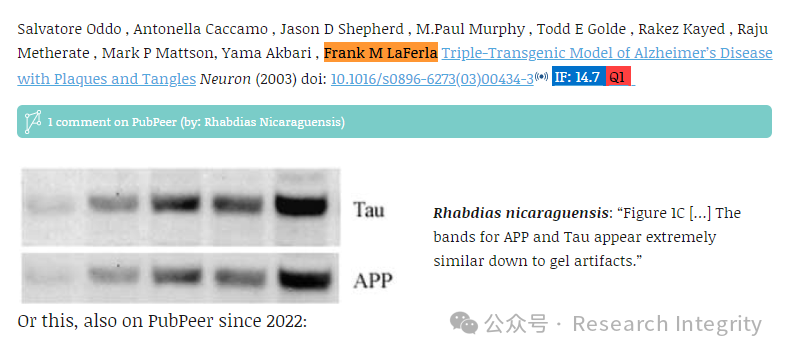 Salvatore Oddo , Antonella Caccamo , Jason D Shepherd , M.Paul Murphy , Todd E Golde , Rakez Kayed , Raju
Metherate , Mark P Mattson, Yama Akbari , Frank M LaFerla Triple-Transgenic Model of Alzheimer’s Disease
with Plaques and Tangles Neuron (2003) doi: 10.1016/s0896-6273(03)00434-3 IF: 14.7 Q1
1 comment on PubPeer (by: Rhabdias Nicaraguensis)
Tau
Rhabdias nicaraguensis: “Figure 1C [...] The
bands for APP and Tau appear extremely
similar down to gel artifacts.”
APP
Or this, also on PubPeer since 2022:
公众号 · Research Integrity